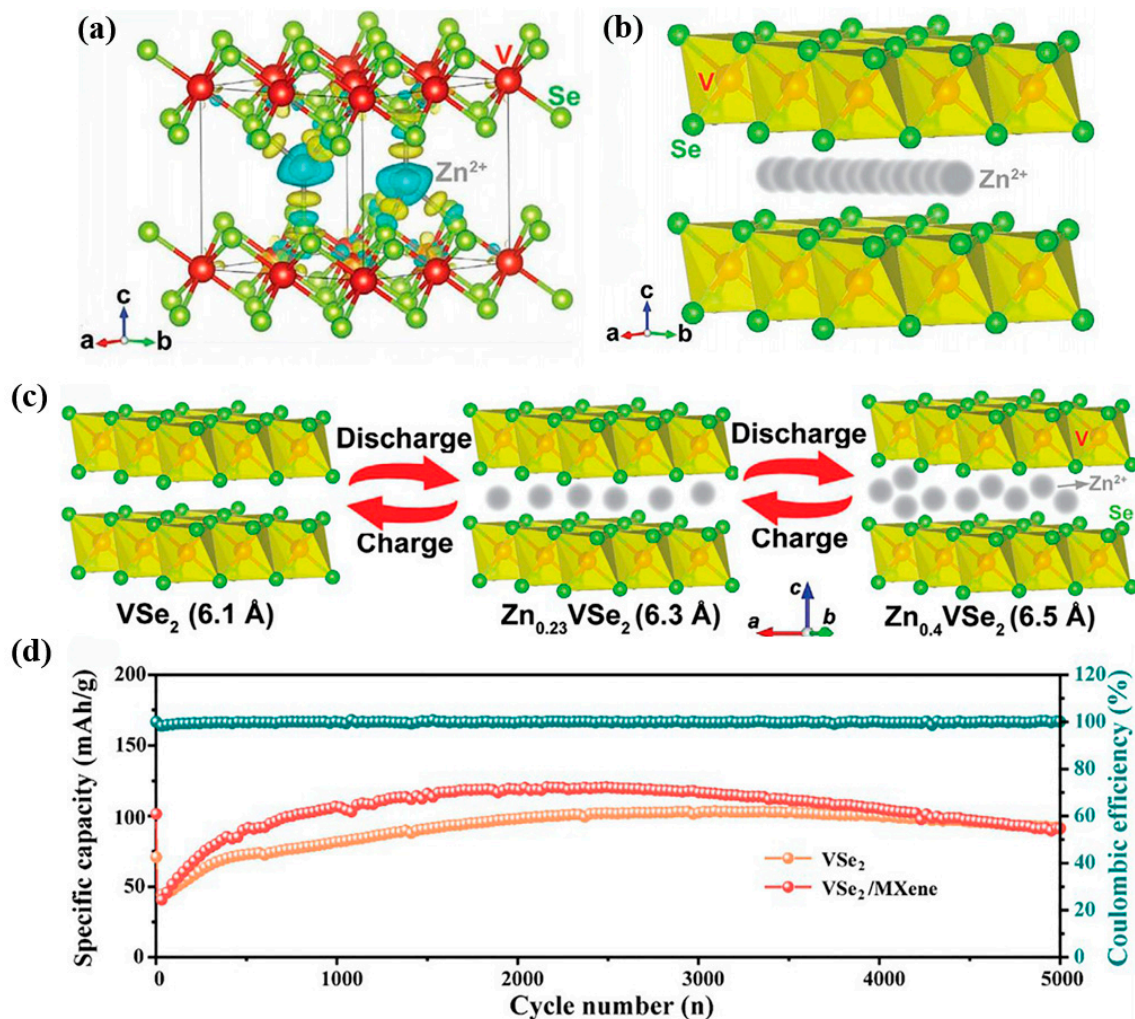 (a)
V
Se
Zn²⁺
c
a b
(b)
V
Se
Zn²⁺
c
a b
(c)
Discharge
Charge
Discharge
Charge
V
Zn²⁺
Se
VSe₂ (6.1 Å)
Zn₀.₂₃VSe₂ (6.3 Å)
c
a b
Zn₀.₄VSe₂ (6.5 Å)
(d)
Specific capacity (mAh/g)
200
150
100
50
0
VSe₂
VSe₂/MXene
120
100
80
60
40
20
0
Coulombic efficiency (%)
0 1000 2000 3000 4000 5000
Cycle number (n)